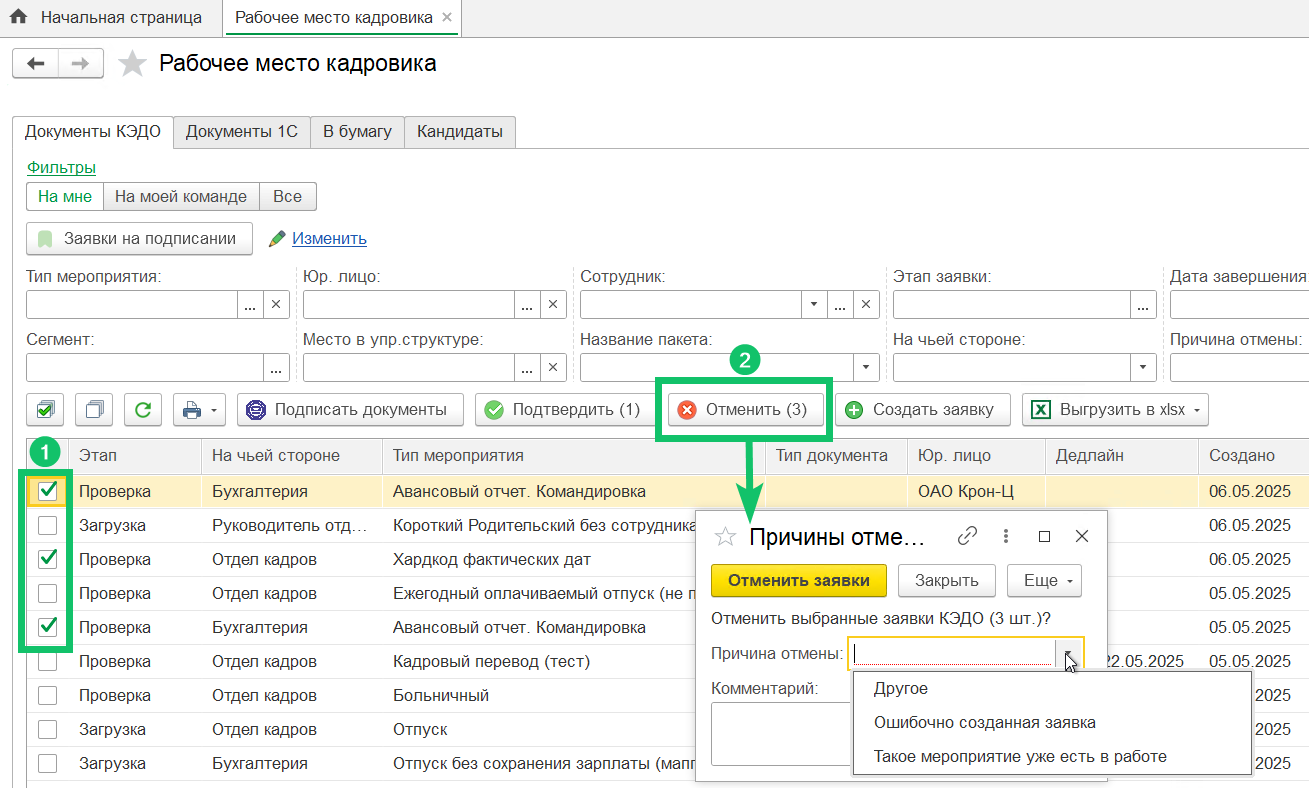 Начальная страница
Рабочее место кадровика
Рабочее место кадровика
Документы КЭДО
Документы 1С
В бумагу
Кандидаты
Фильтры
На мне
На моей команде
Все
Заявки на подписании
Изменить
Тип мероприятия:
Юр. лицо:
Сотрудник:
Этап заявки:
Дата завершения
Сегмент:
Место в упр.структуре:
Название пакета:
На чьей стороне:
Причина отмены:
2
Подписать документы
Подтвердить (1)
Отменить (3)
Создать заявку
Выгрузить в xlsx
1
Этап На чьей стороне Тип мероприятия Тип документа Юр. лицо Дедлайн Создано
Проверка Бухгалтерия Авансовый отчет. Командировка ОАО Крон-Ц 06.05.2025
Загрузка Руководитель отд... Короткий Родительский без сотрудника 06.05.2025
Проверка Отдел кадров Хардкод фактических дат 06.05.2025
Проверка Отдел кадров Ежегодный оплачиваемый отпуск (не п 05.05.2025
Проверка Бухгалтерия Авансовый отчет. Командировка 05.05.2025
Проверка Отдел кадров Кадровый перевод (тест) 22.05.2025 05.05.2025
Проверка Отдел кадров Больничный 2025
Загрузка Отдел кадров Отпуск 2025
Загрузка Бухгалтерия Отпуск без сохранения зарплаты (мапп 2025
Причины отме...
Отменить заявки
Закрыть
Еще
Отменить выбранные заявки КЭДО (3 шт.)?
Причина отмены:
Комментарий:
Другое
Ошибочно созданная заявка
Такое мероприятие уже есть в работе